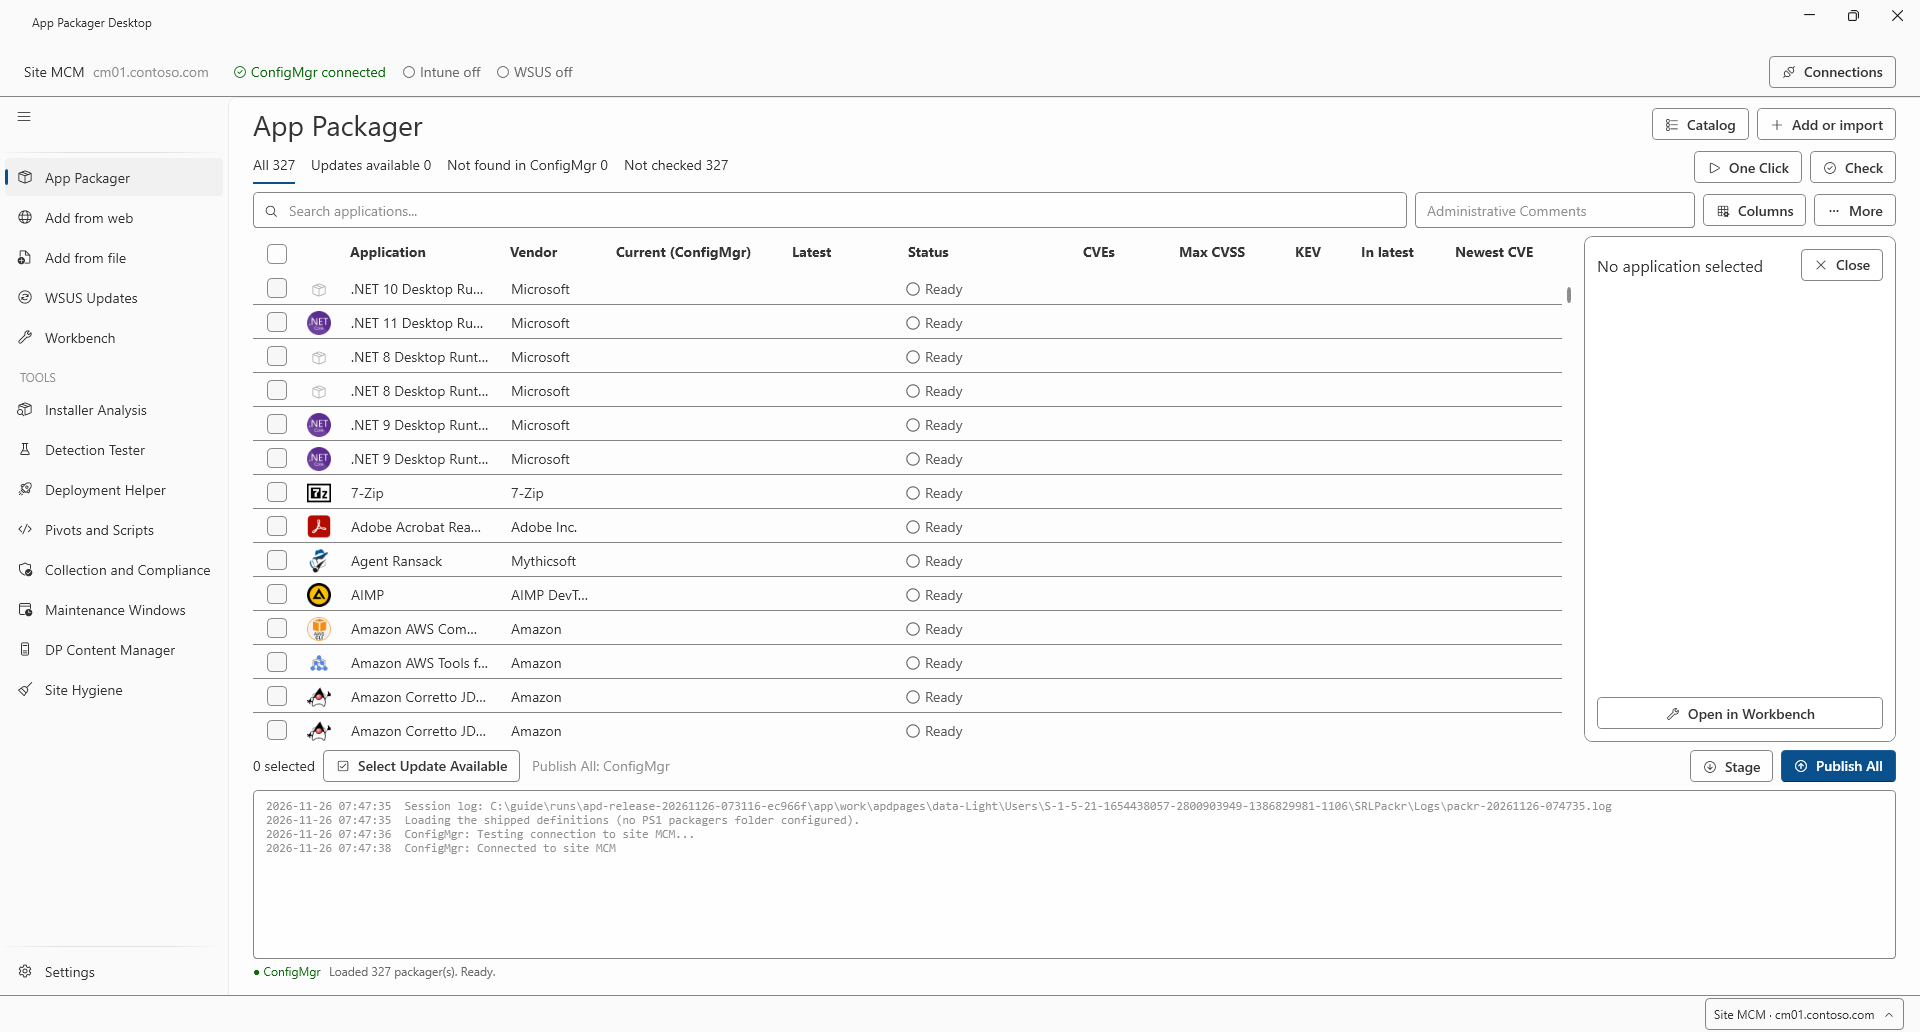 App Packager Desktop
Site MCM cm01.contoso.com ConfigMgr connected Intune off WSUS off Connections
App Packager
Add from web
Add from file
WSUS Updates
Workbench
TOOLS
Installer Analysis
Detection Tester
Deployment Helper
Pivots and Scripts
Collection and Compliance
Maintenance Windows
DP Content Manager
Site Hygiene
Settings
App Packager
Catalog Add or import
All 327 Updates available 0 Not found in ConfigMgr 0 Not checked 327
One Click Check
Search applications... Administrative Comments Columns More
Application Vendor Current (ConfigMgr) Latest Status CVEs Max CVSS KEV In latest Newest CVE
.NET 10 Desktop Ru... Microsoft Ready
.NET 11 Desktop Ru... Microsoft Ready
.NET 8 Desktop Runt... Microsoft Ready
.NET 8 Desktop Runt... Microsoft Ready
.NET 9 Desktop Runt... Microsoft Ready
.NET 9 Desktop Runt... Microsoft Ready
7-Zip 7-Zip Ready
Adobe Acrobat Rea... Adobe Inc. Ready
Agent Ransack Mythicsoft Ready
AIMP AIMP DevT... Ready
Amazon AWS Com... Amazon Ready
Amazon AWS Tools f... Amazon Ready
Amazon Corretto JD... Amazon Ready
Amazon Corretto JD... Amazon Ready
No application selected Close
Open in Workbench
0 selected Select Update Available Publish All: ConfigMgr Stage Publish All
2026-11-26 07:47:35 Session log: C:\guide\runs\apd-release-20261126-073116-ec966f\app\work\apdpages\data-Light\Users\S-1-5-21-1654438057-2800903949-1386829981-1106\SRLPackr\Logs\packr-20261126-074735.log
2026-11-26 07:47:35 Loading the shipped definitions (no PS1 packagers folder configured).
2026-11-26 07:47:36 ConfigMgr: Testing connection to site MCM...
2026-11-26 07:47:38 ConfigMgr: Connected to site MCM
ConfigMgr Loaded 327 packager(s). Ready.
Site MCM · cm01.contoso.com